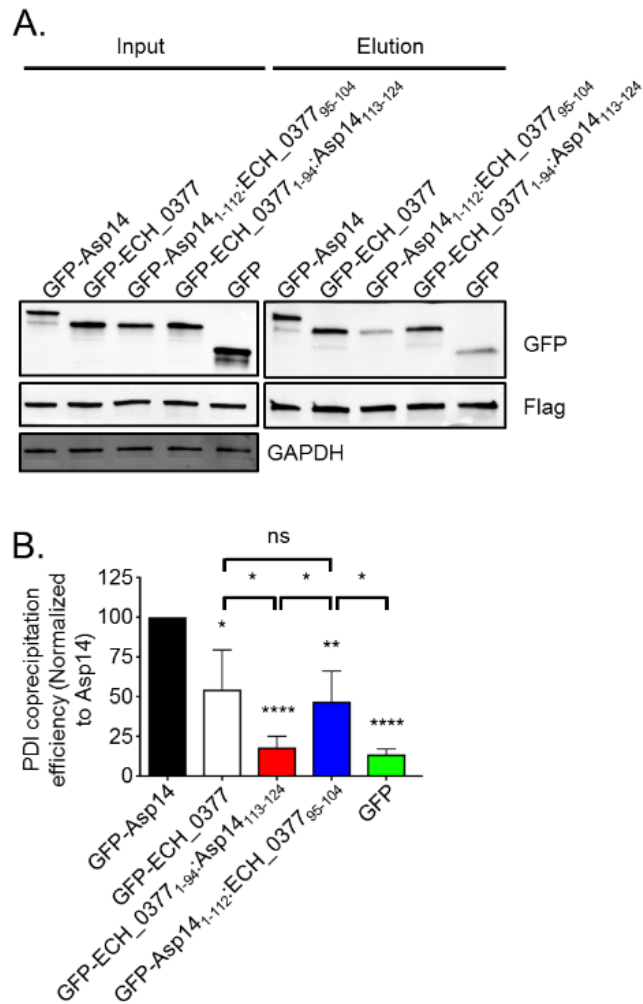 A.
Input
Elution
GFP-Asp14
GFP-ECH_0377
GFP-Asp14₁₋₁₁₂:ECH_0377₉₅₋₁₀₄
GFP-ECH_0377₁₋₉₄:Asp14₁₁₃₋₁₂₄
GFP
GFP-Asp14
GFP-ECH_0377
GFP-Asp14₁₋₁₁₂:ECH_0377₉₅₋₁₀₄
GFP-ECH_0377₁₋₉₄:Asp14₁₁₃₋₁₂₄
GFP
GFP
Flag
GAPDH
B.
ns
* * *
* **** ** ****
PDI coprecipitation
efficiency (Normalized
to Asp14)
125
100
75
50
25
0
GFP-Asp14
GFP-ECH_0377
GFP-ECH_0377₁₋₉₄:Asp14₁₁₃₋₁₂₄
GFP-Asp14₁₋₁₁₂:ECH_0377₉₅₋₁₀₄
GFP